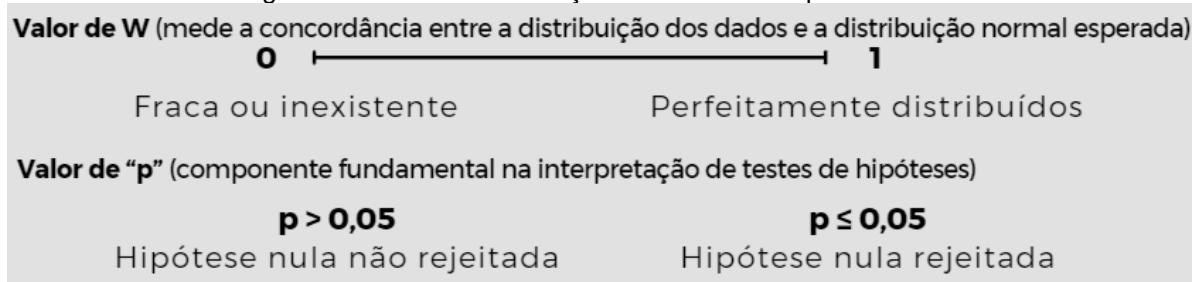 Valor de W (mede a concordância entre a distribuição dos dados e a distribuição normal esperada)
0 1
Fraca ou inexistente Perfeitamente distribuídos
Valor de “p” (componente fundamental na interpretação de testes de hipóteses)
p > 0,05 p ≤ 0,05
Hipótese nula não rejeitada Hipótese nula rejeitada